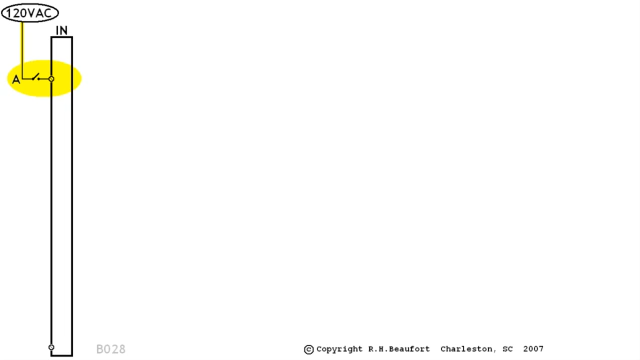 120VAC
IN
A
B028
©Copyright R.H.Beaufort Charleston, SC 2007